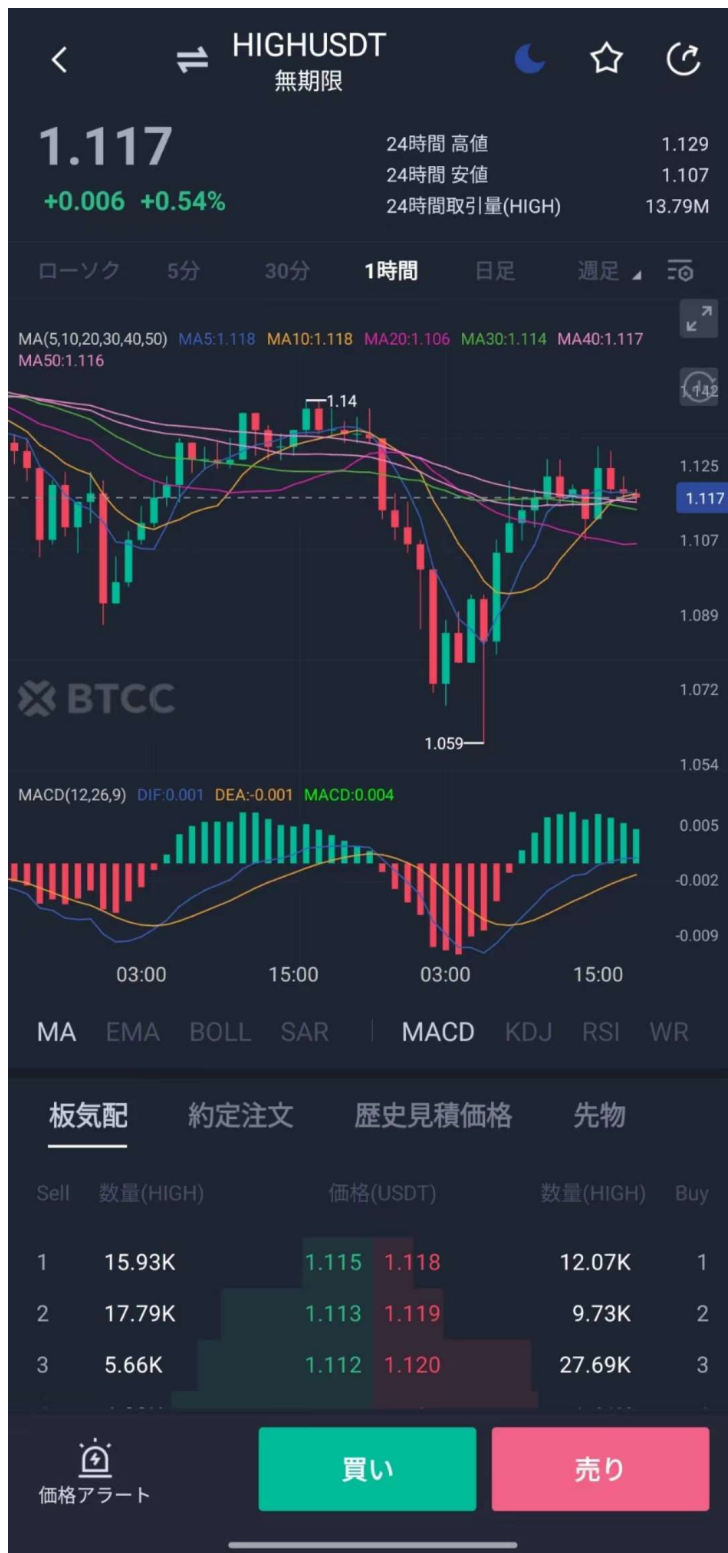 HIGHUSDT
無期限
1.117
+0.006 +0.54%
24時間 高値 1.129
24時間 安値 1.107
24時間取引量(HIGH) 13.79M
ローソク 5分 30分 1時間 日足 週足
MA(5,10,20,30,40,50) MA5:1.118 MA10:1.118 MA20:1.106 MA30:1.114 MA40:1.117
MA50:1.116
1.142
1.14
1.125
1.117
1.107
1.089
1.072
BTCC
1.059
1.054
MACD(12,26,9) DIF:0.001 DEA:-0.001 MACD:0.004
0.005
-0.002
-0.009
03:00 15:00 03:00 15:00
MA EMA BOLL SAR MACD KDJ RSI WR
板気配 約定注文 歴史見積価格 先物
Sell 数量(HIGH) 価格(USDT) 数量(HIGH) Buy
1 15.93K 1.115 1.118 12.07K 1
2 17.79K 1.113 1.119 9.73K 2
3 5.66K 1.112 1.120 27.69K 3
価格アラート 買い 売り